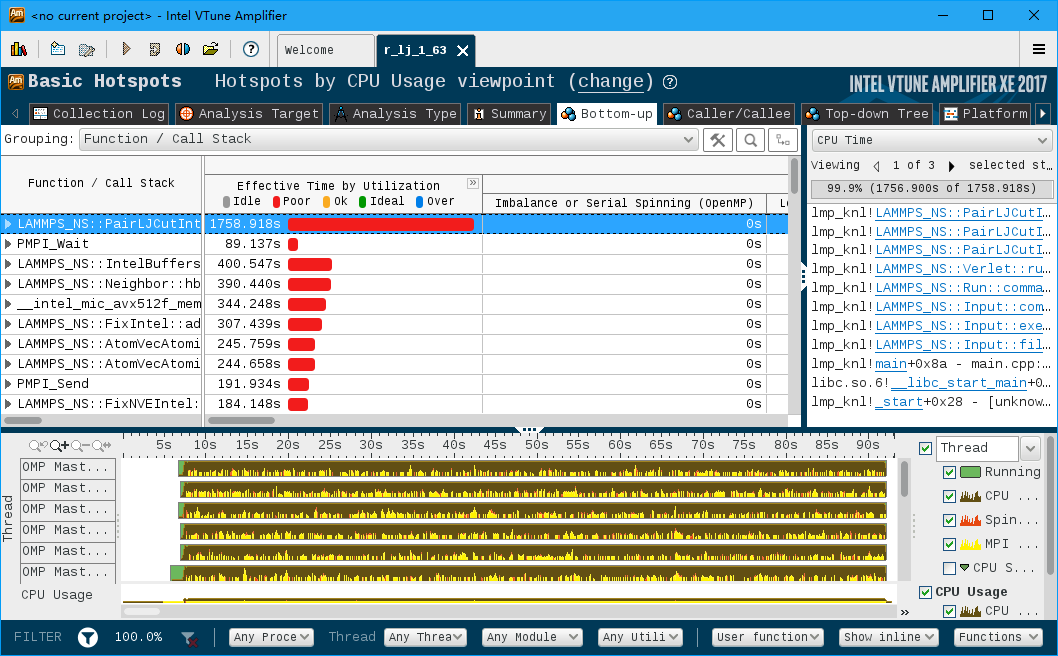 Am <no current project> - Intel VTune Amplifier
Welcome r_lj_1_63
Am Basic Hotspots Hotspots by CPU Usage viewpoint (change) INTEL VTUNE AMPLIFIER XE 2017
Collection Log Analysis Target Analysis Type Summary Bottom-up Caller/Callee Top-down Tree Platform
Grouping: Function / Call Stack
Function / Call Stack
Effective Time by Utilization
Idle Poor Ok Ideal Over
Imbalance or Serial Spinning (OpenMP)
LAMMPS_NS::PairLJCutInt 1758.918s 0s
PMPI_Wait 89.137s 0s
LAMMPS_NS::IntelBuffers 400.547s 0s
LAMMPS_NS::Neighbor::hb 390.440s 0s
__intel_mic_avx512f_mem 344.248s 0s
LAMMPS_NS::FixIntel::ad 307.439s 0s
LAMMPS_NS::AtomVecAtomi 245.759s 0s
LAMMPS_NS::AtomVecAtomi 244.658s 0s
PMPI_Send 191.934s 0s
LAMMPS_NS::FixNVEIntel: 184.148s 0s
CPU Time
Viewing 1 of 3 selected st...
99.9% (1756.900s of 1758.918s)
lmp_knl!LAMMPS_NS::PairLJCutI...
lmp_knl!LAMMPS_NS::PairLJCutI...
lmp_knl!LAMMPS_NS::PairLJCutI...
lmp_knl!LAMMPS_NS::Verlet::ru...
lmp_knl!LAMMPS_NS::Run::comma...
lmp_knl!LAMMPS_NS::Input::com...
lmp_knl!LAMMPS_NS::Input::exe...
lmp_knl!LAMMPS_NS::Input::fil...
lmp_knl!main+0x8a - main.cpp:...
libc.so.6!__libc_start_main+0...
lmp_knl!_start+0x28 - [unknow...
5s 10s 15s 20s 25s 30s 35s 40s 45s 50s 55s 60s 65s 70s 75s 80s 85s 90s
Thread
OMP Mast...
OMP Mast...
OMP Mast...
OMP Mast...
OMP Mast...
OMP Mast...
CPU Usage
Thread
Running
CPU ...
Spin...
MPI ...
CPU S...
CPU Usage
CPU ...
FILTER 100.0% Any Proce Thread Any Threa Any Module Any Utili User function Show inline Functions